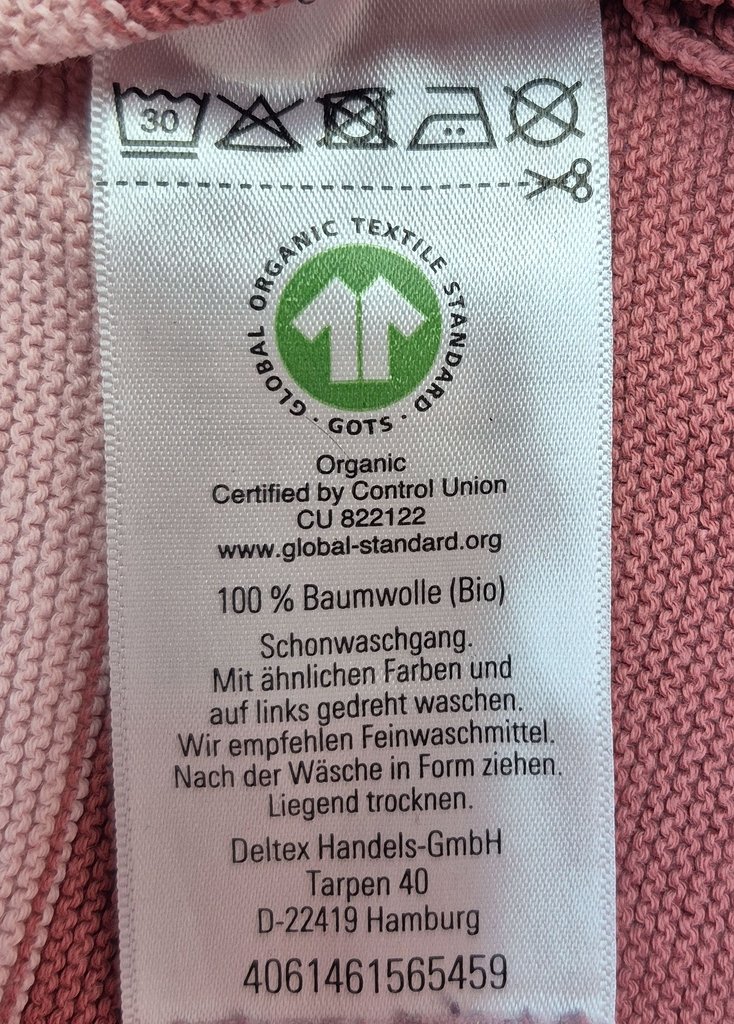 30
GLOBAL ORGANIC TEXTILE STANDARD
· GOTS ·
Organic
Certified by Control Union
CU 822122
www.global-standard.org
100 % Baumwolle (Bio)
Schonwaschgang.
Mit ähnlichen Farben und
auf links gedreht waschen.
Wir empfehlen Feinwaschmittel.
Nach der Wäsche in Form ziehen.
Liegend trocknen.
Deltex Handels-GmbH
Tarpen 40
D-22419 Hamburg
4061461565459